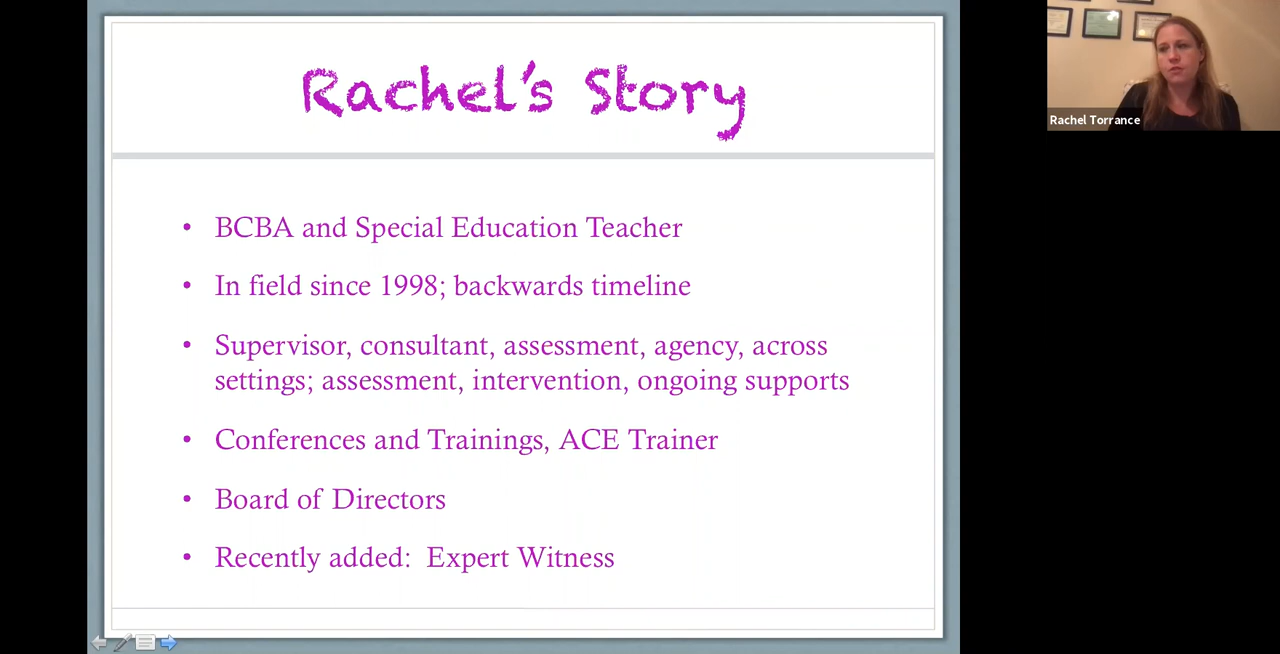 Rachel's Story
• BCBA and Special Education Teacher
• In field since 1998; backwards timeline
• Supervisor, consultant, assessment, agency, across
settings; assessment, intervention, ongoing supports
• Conferences and Trainings, ACE Trainer
• Board of Directors
• Recently added:  Expert Witness
Rachel Torrance